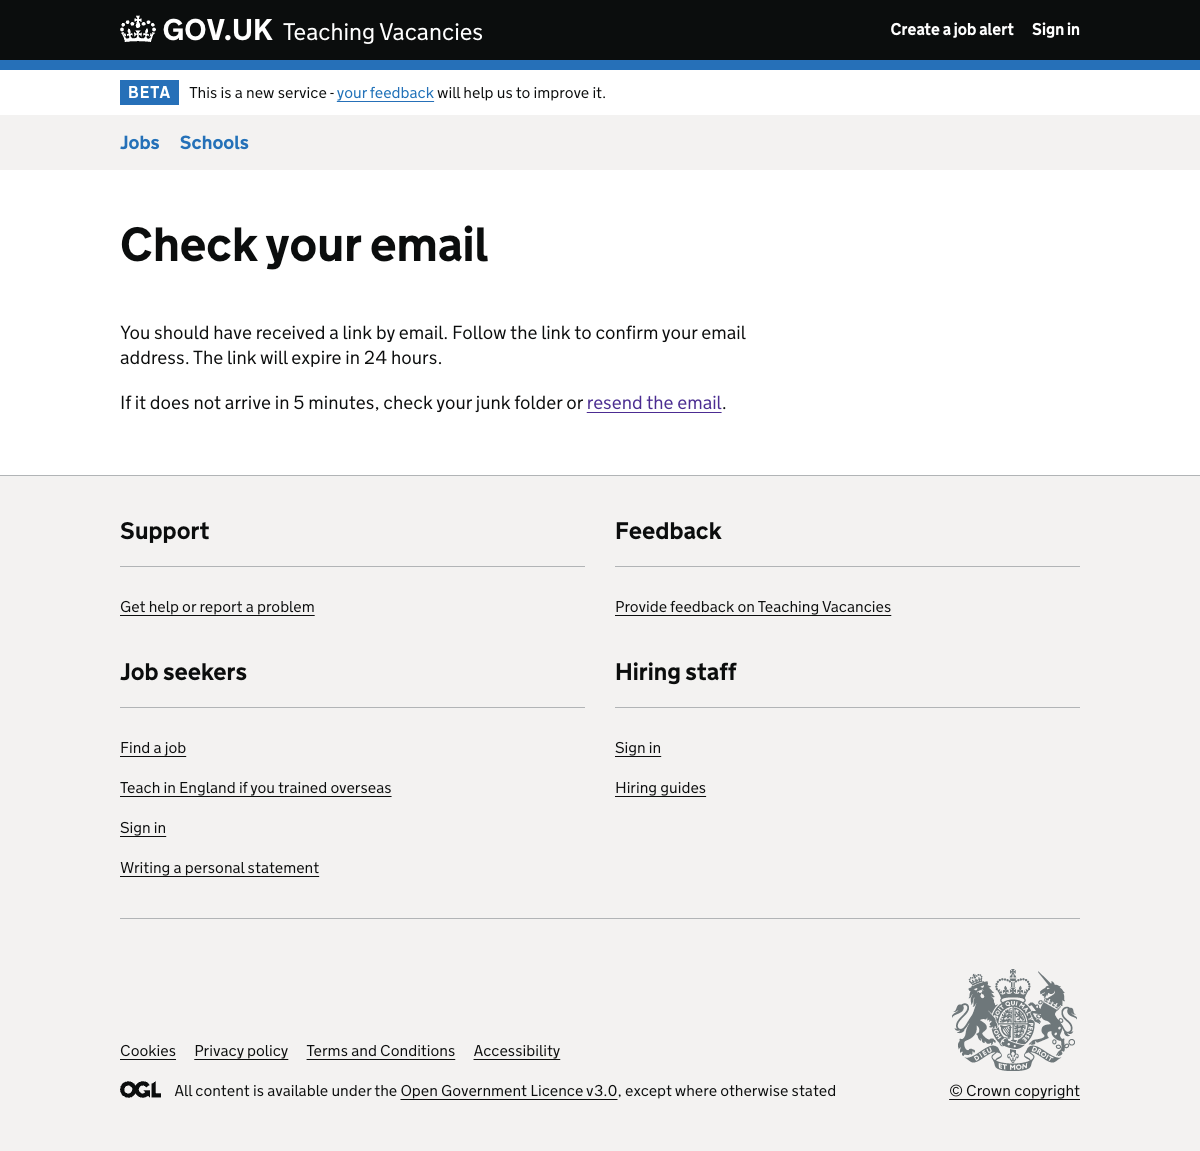 GOV.UK Teaching Vacancies
Create a job alert Sign in
BETA This is a new service - your feedback will help us to improve it.
Jobs Schools
Check your email
You should have received a link by email. Follow the link to confirm your email
address. The link will expire in 24 hours.
If it does not arrive in 5 minutes, check your junk folder or resend the email.
Support
Get help or report a problem
Feedback
Provide feedback on Teaching Vacancies
Job seekers
Find a job
Teach in England if you trained overseas
Sign in
Writing a personal statement
Hiring staff
Sign in
Hiring guides
Cookies Privacy policy Terms and Conditions Accessibility
OGL All content is available under the Open Government Licence v3.0, except where otherwise stated
DIEU ET MON DROIT
© Crown copyright